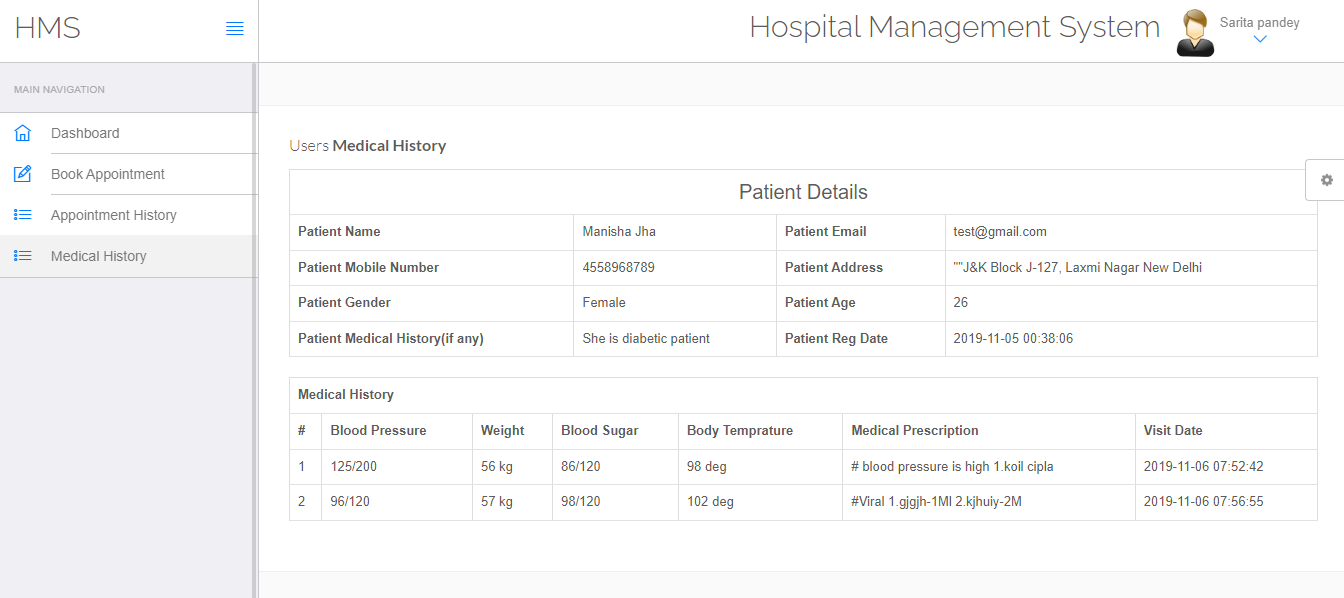 HMS
Hospital Management System
Sarita pandey
MAIN NAVIGATION
Dashboard
Book Appointment
Appointment History
Medical History
Users Medical History
Patient Details
Patient Name Manisha Jha Patient Email test@gmail.com
Patient Mobile Number 4558968789 Patient Address ""J&K Block J-127, Laxmi Nagar New Delhi
Patient Gender Female Patient Age 26
Patient Medical History(if any) She is diabetic patient Patient Reg Date 2019-11-05 00:38:06
Medical History
# Blood Pressure Weight Blood Sugar Body Temprature Medical Prescription Visit Date
1 125/200 56 kg 86/120 98 deg # blood pressure is high 1.koil cipla 2019-11-06 07:52:42
2 96/120 57 kg 98/120 102 deg #Viral 1.gjgjh-1Ml 2.kjhuiy-2M 2019-11-06 07:56:55